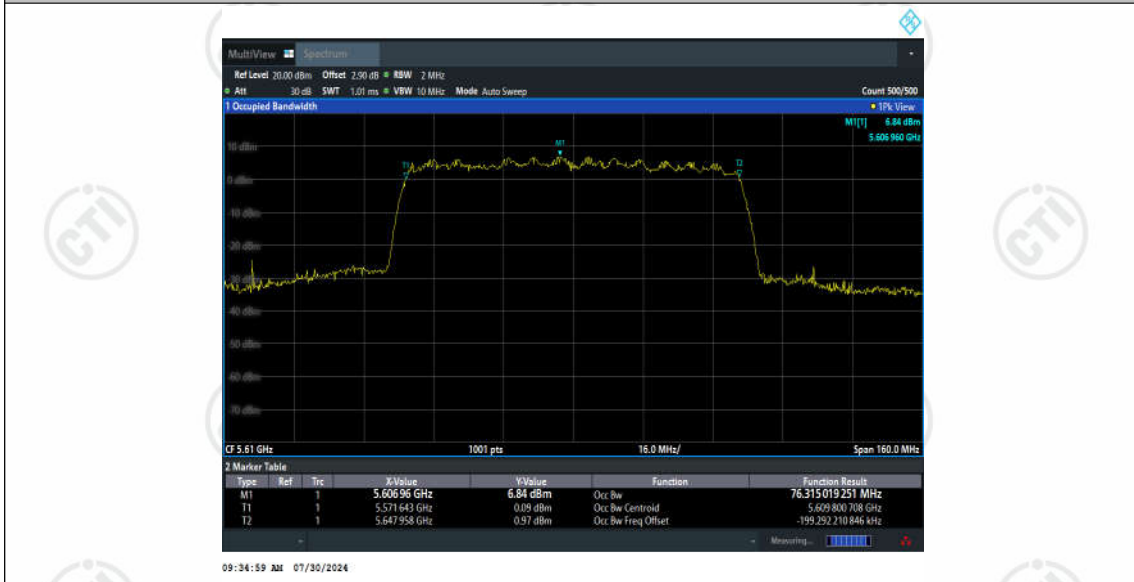 MultiView Spectrum
Ref Level 20.00 dBm Offset 2.90 dB RBW 2 MHz
Att 30 dB SWT 1.01 ms VBW 10 MHz Mode Auto Sweep Count 500/500
1 Occupied Bandwidth 1Pk View
M1[1] 6.84 dBm
5.606 960 GHz
10 dBm
M1
T1
T2
0 dBm
-10 dBm
-20 dBm
-30 dBm
-40 dBm
-50 dBm
-60 dBm
-70 dBm
CF 5.61 GHz 1001 pts 16.0 MHz/ Span 160.0 MHz
2 Marker Table
Type Ref Trc X-Value Y-Value Function Function Result
M1 1 5.60696 GHz 6.84 dBm Occ Bw 76.315 019 251 MHz
T1 1 5.571 643 GHz 0.09 dBm Occ Bw Centroid 5.609 800 708 GHz
T2 1 5.647 958 GHz 0.97 dBm Occ Bw Freq Offset -199.292 210 846 kHz
Measuring...
09:34:59 AM 07/30/2024
CTI
CTI